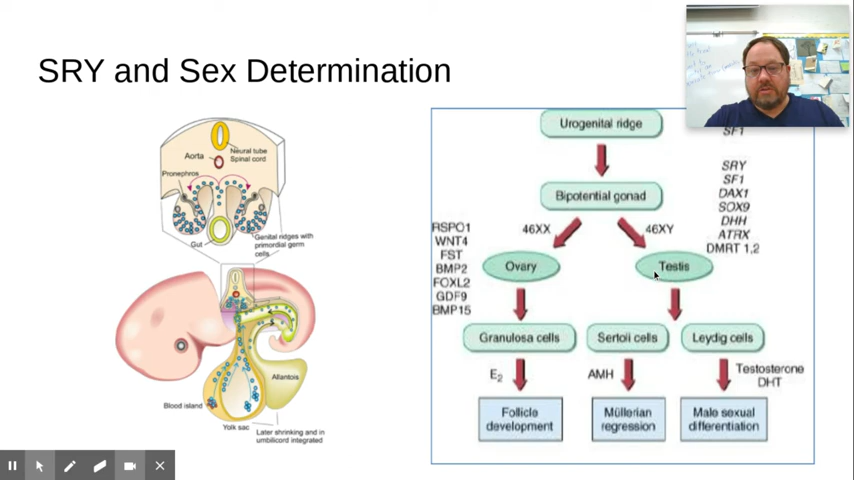 SRY and Sex Determination
Neural tube
Spinal cord
Aorta
Pronephros
Gut
Genital ridges with
primordial germ
cells
Allantois
Blood island
Yolk sac
Later shrinking and in
umbilicord integrated
Urogenital ridge
SF1
Bipotential gonad
SRY
SF1
DAX1
SOX9
DHH
ATRX
DMRT 1,2
46XX
46XY
RSPO1
WNT4
FST
BMP2
FOXL2
GDF9
BMP15
Ovary
Testis
Granulosa cells
Sertoli cells
Leydig cells
E2
AMH
Testosterone
DHT
Follicle
development
Müllerian
regression
Male sexual
differentiation